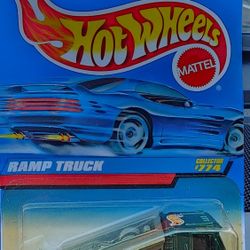 Hot Wheels
MATTEL
RAMP TRUCK
COLLECTOR
#774